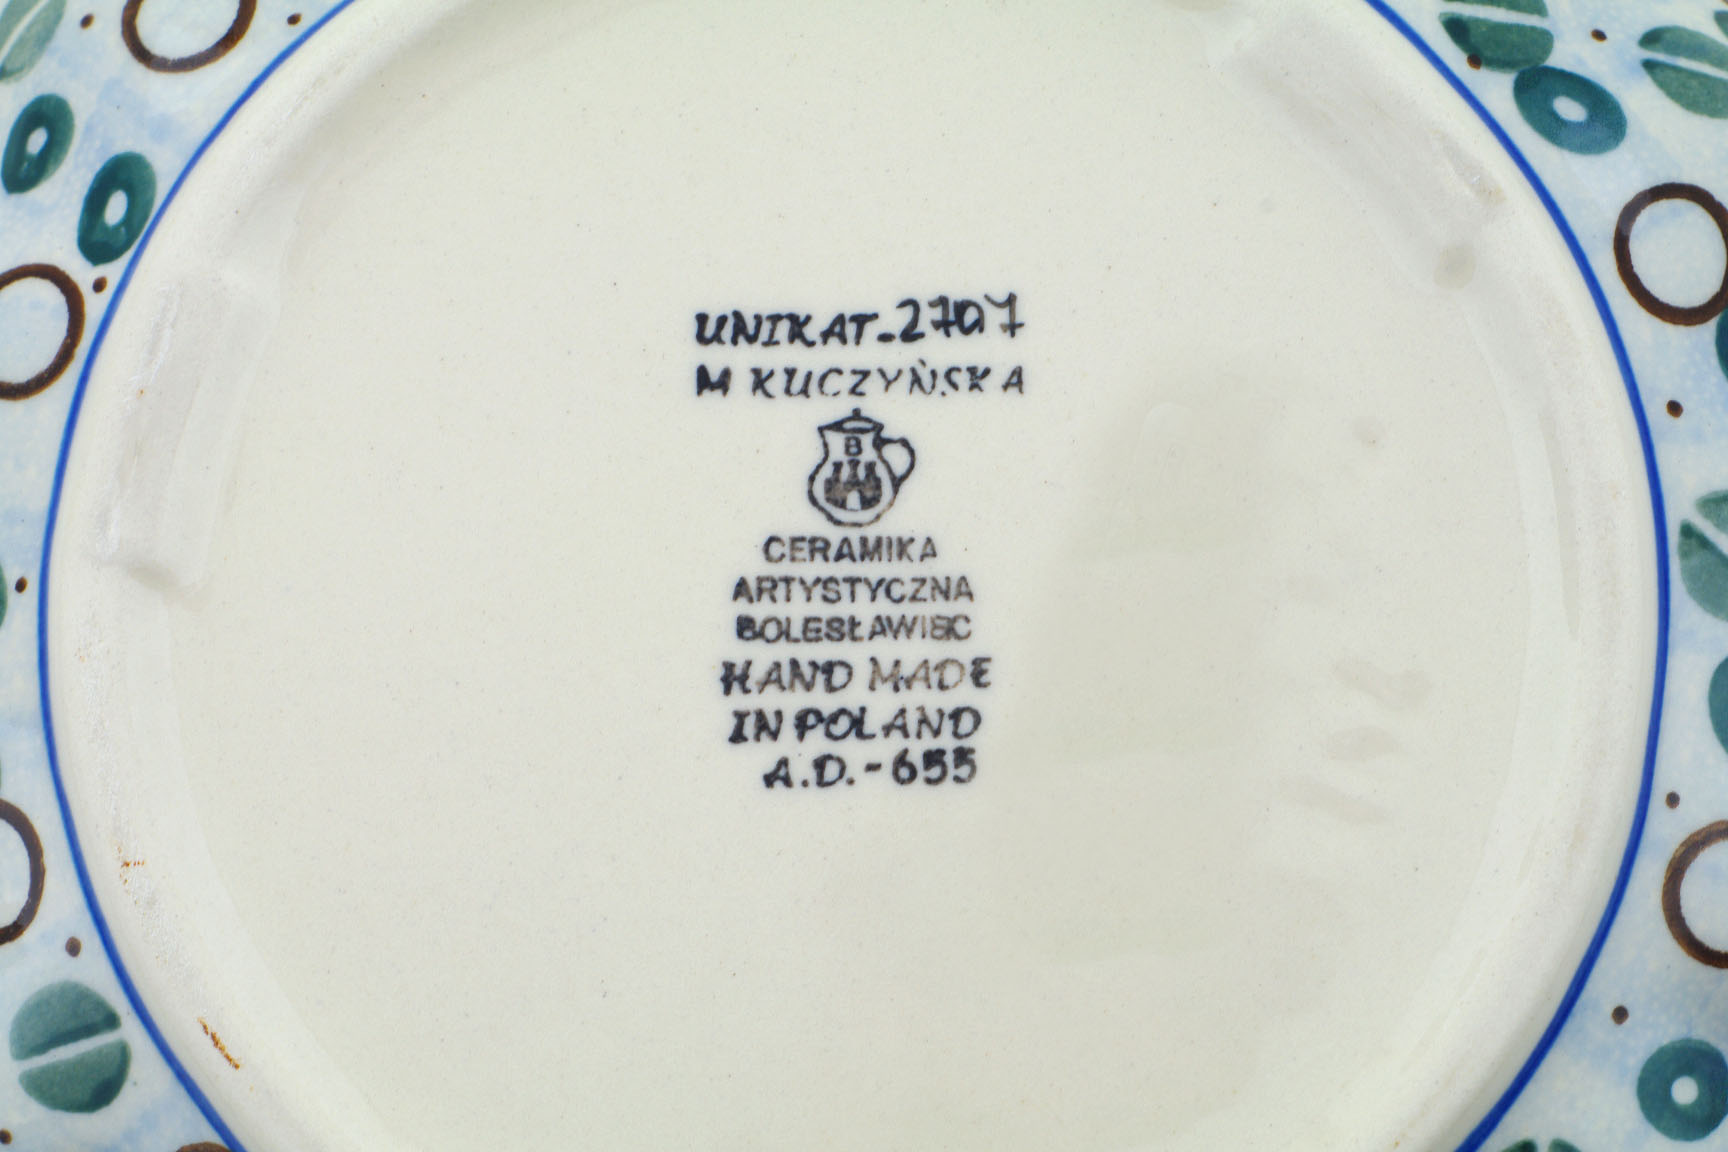 UNIKAT-2707
M KUCZYŃSKA
B
CERAMIKA
ARTYSTYCZNA
BOLESŁAWIEC
HAND MADE
IN POLAND
A.D.-655